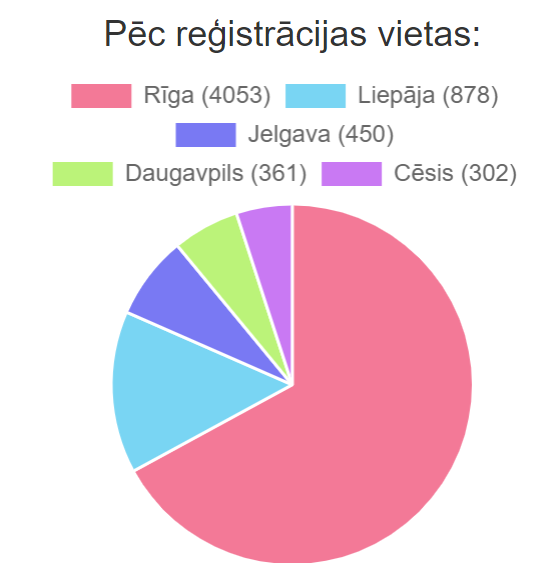 Pēc reģistrācijas vietas:
Rīga (4053) Liepāja (878)
Jelgava (450)
Daugavpils (361) Cēsis (302)